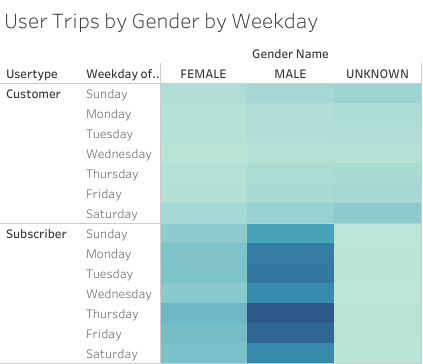 User Trips by Gender by Weekday
Gender Name
Usertype Weekday of.. FEMALE MALE UNKNOWN
Customer Sunday
Monday
Tuesday
Wednesday
Thursday
Friday
Saturday
Subscriber Sunday
Monday
Tuesday
Wednesday
Thursday
Friday
Saturday